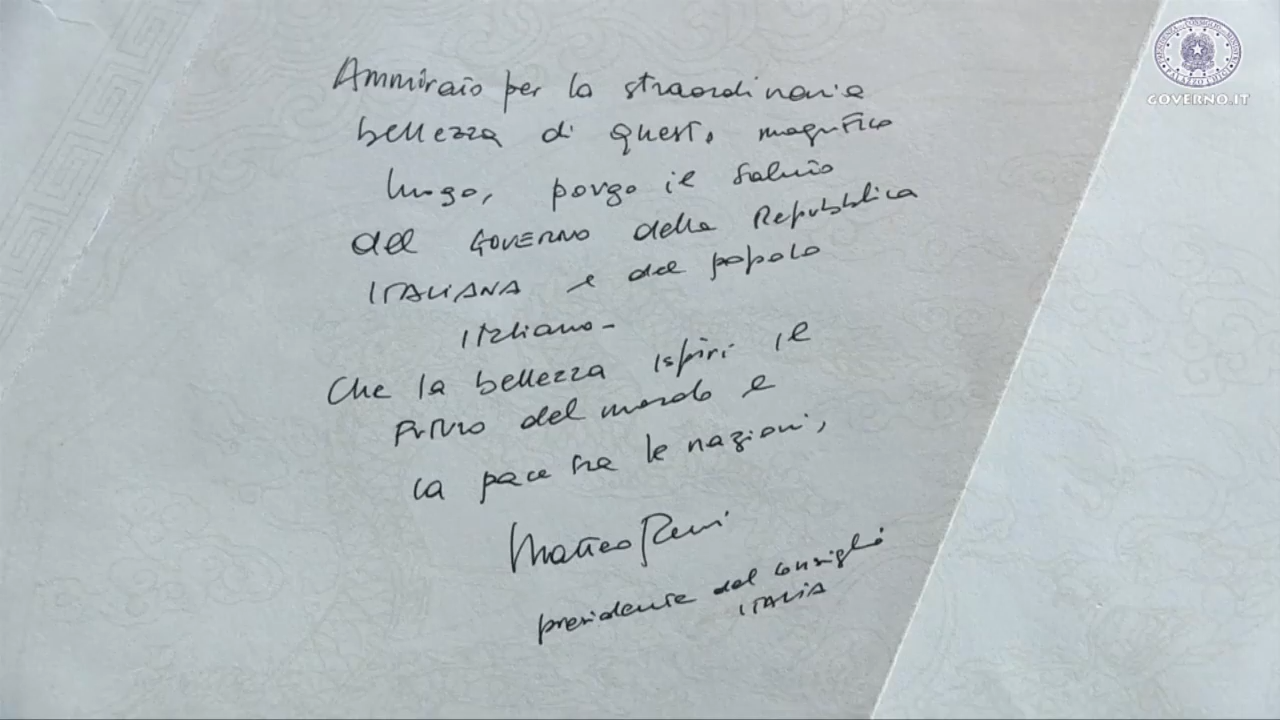 Ammirato per la straordinaria
bellezza di questo magnifico
luogo, porgo il saluto
del GOVERNO della Repubblica
ITALIANA e del popolo
italiano-
Che la bellezza ispiri il
futuro del mondo e
la pace tra le nazioni,
Matteo Renzi
presidente del consiglio
ITALIA
GOVERNO.IT